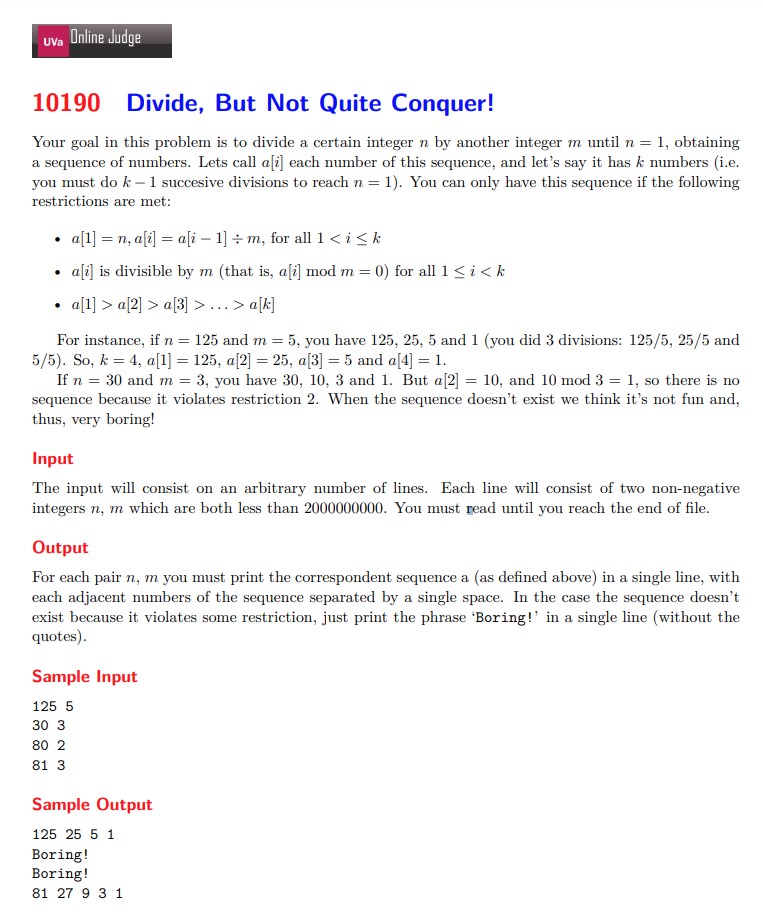 UVa Online Judge
10190 Divide, But Not Quite Conquer!
Your goal in this problem is to divide a certain integer n by another integer m until n = 1, obtaining
a sequence of numbers. Lets call a[i] each number of this sequence, and let's say it has k numbers (i.e.
you must do k − 1 succesive divisions to reach n = 1). You can only have this sequence if the following
restrictions are met:
• a[1] = n, a[i] = a[i − 1] ÷ m, for all 1 < i ≤ k
• a[i] is divisible by m (that is, a[i] mod m = 0) for all 1 ≤ i < k
• a[1] > a[2] > a[3] > … > a[k]
For instance, if n = 125 and m = 5, you have 125, 25, 5 and 1 (you did 3 divisions: 125/5, 25/5 and
5/5). So, k = 4, a[1] = 125, a[2] = 25, a[3] = 5 and a[4] = 1.
If n = 30 and m = 3, you have 30, 10, 3 and 1. But a[2] = 10, and 10 mod 3 = 1, so there is no
sequence because it violates restriction 2. When the sequence doesn't exist we think it's not fun and,
thus, very boring!
Input
The input will consist on an arbitrary number of lines. Each line will consist of two non-negative
integers n, m which are both less than 2000000000. You must read until you reach the end of file.
Output
For each pair n, m you must print the correspondent sequence a (as defined above) in a single line, with
each adjacent numbers of the sequence separated by a single space. In the case the sequence doesn't
exist because it violates some restriction, just print the phrase 'Boring!' in a single line (without the
quotes).
Sample Input
125 5
30 3
80 2
81 3
Sample Output
125 25 5 1
Boring!
Boring!
81 27 9 3 1